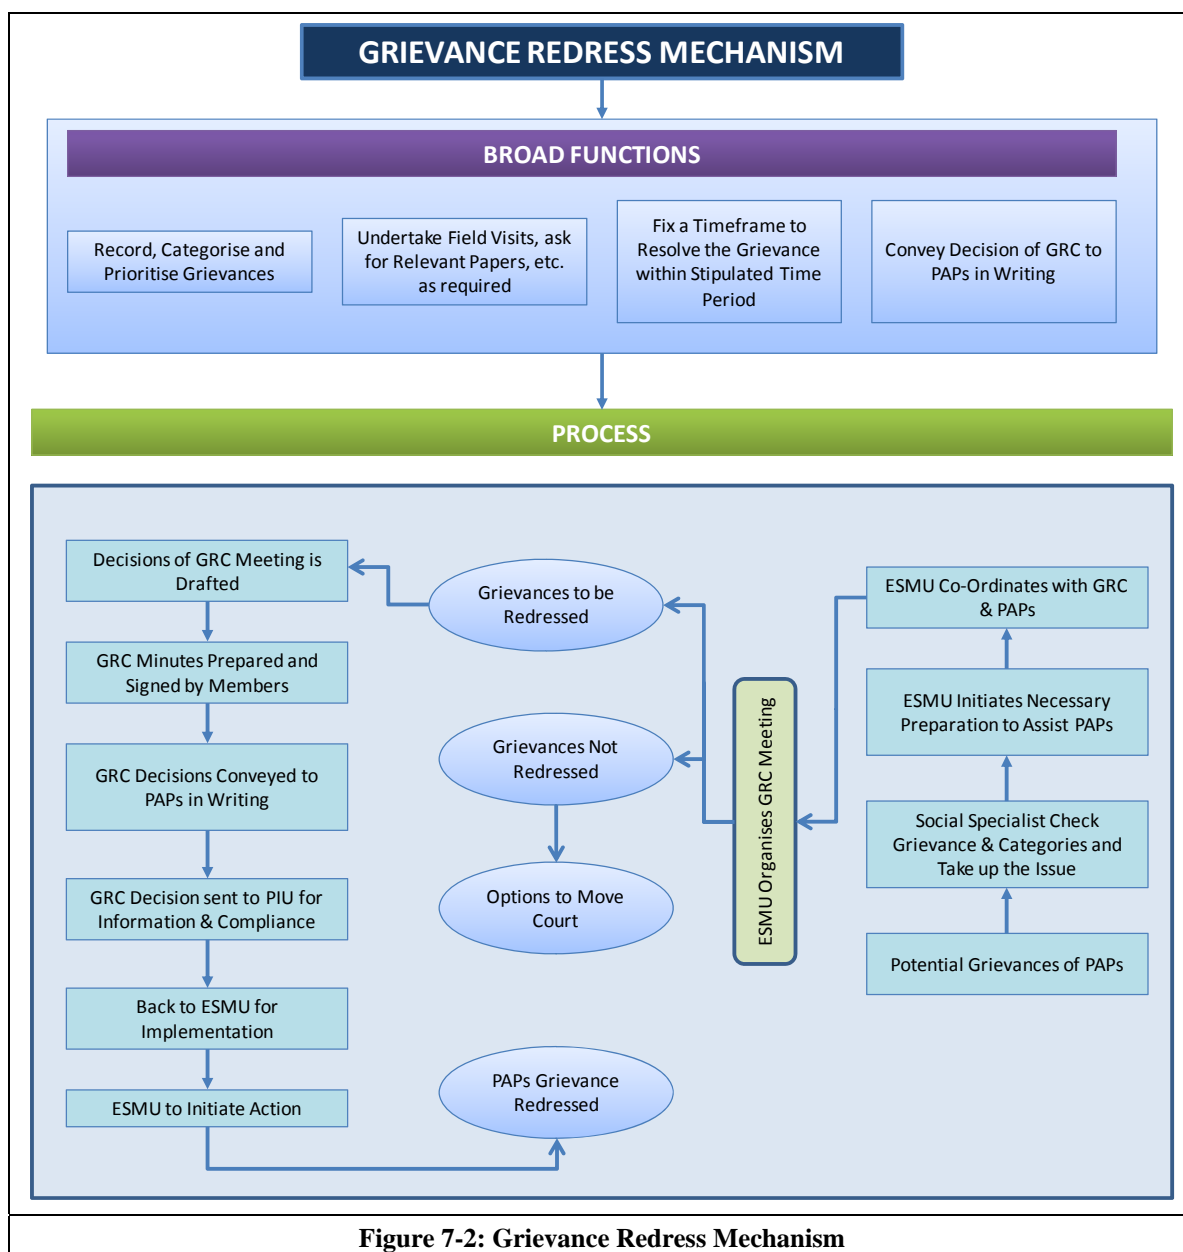 GRIEVANCE REDRESS MECHANISM
BROAD FUNCTIONS
Record, Categorise and
Prioritise Grievances
Undertake Field Visits, ask
for Relevant Papers, etc.
as required
Fix a Timeframe to
Resolve the Grievance
within Stipulated Time
Period
Convey Decision of GRC to
PAPs in Writing
PROCESS
Decisions of GRC Meeting is
Drafted
GRC Minutes Prepared and
Signed by Members
GRC Decisions Conveyed to
PAPs in Writing
GRC Decision sent to PIU for
Information & Compliance
Back to ESMU for
Implementation
ESMU to Initiate Action
Grievances to be
Redressed
Grievances Not
Redressed
Options to Move
Court
PAPs Grievance
Redressed
ESMU Organises GRC Meeting
ESMU Co-Ordinates with GRC
& PAPs
ESMU Initiates Necessary
Preparation to Assist PAPs
Social Specialist Check
Grievance & Categories and
Take up the Issue
Potential Grievances of PAPs
Figure 7-2: Grievance Redress Mechanism